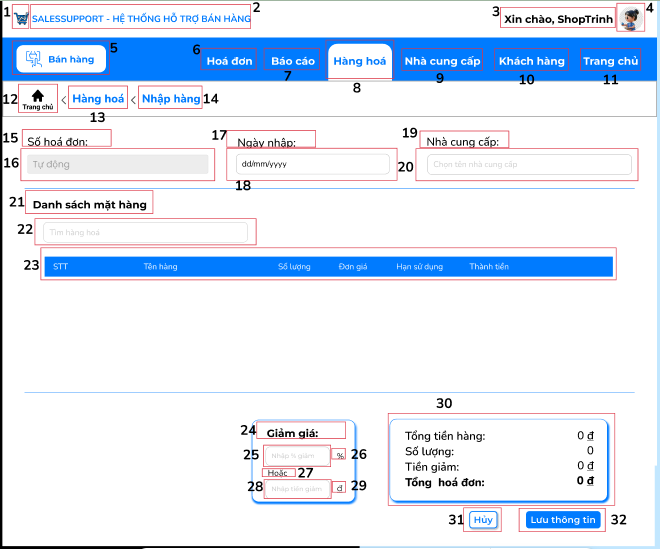 1 SALESSUPPORT - HỆ THỐNG HỖ TRỢ BÁN HÀNG 2 3 Xin chào, ShopTrinh 4
Bán hàng 5 6 Hoá đơn Báo cáo Hàng hoá Nhà cung cấp Khách hàng Trang chủ
7 8 9 10 11
12 Trang chủ < Hàng hoá < Nhập hàng 14
13
15 Số hoá đơn: 17 Ngày nhập: 19 Nhà cung cấp:
16 Tự động dd/mm/yyyy 20 Chọn tên nhà cung cấp
18
21 Danh sách mặt hàng
22 Tìm hàng hoá
23 STT Tên hàng Số lượng Đơn giá Hạn sử dụng Thành tiền
30
24 Giảm giá:
25 Nhập % giảm % 26
Hoặc 27
28 Nhập tiền giảm đ 29
Tổng tiền hàng: 0 đ
Số lượng: 0
Tiền giảm: 0 đ
Tổng hoá đơn: 0 đ
31 Hủy Lưu thông tin 32